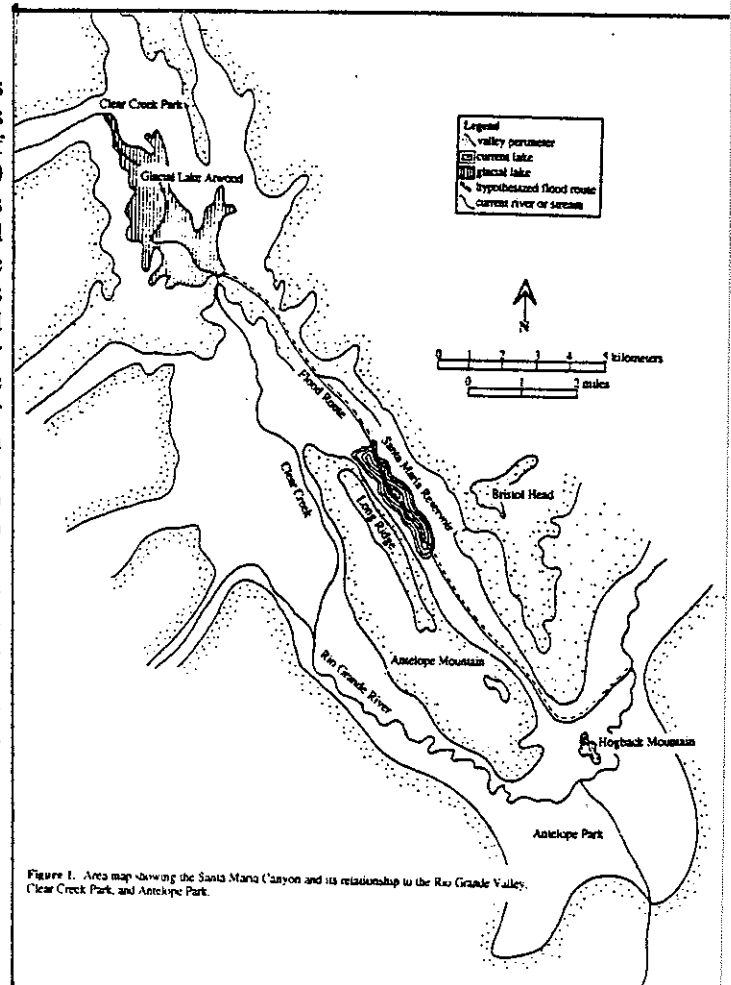 Clear Creek Park
Glacial Lake Atwood
Legend
valley perimeter
current lake
glacial lake
hypothesized flood route
current river or stream
N
0 1 2 3 4 5 kilometers
0 1 2 miles
Flood Route
Santa Maria Reservoir
Clear Creek
Long Ridge
Bristol Head
Antelope Mountain
Rio Grande River
Hogback Mountain
Antelope Park
Figure 1. Area map showing the Santa Maria Canyon and its relationship to the Rio Grande Valley,
Clear Creek Park, and Antelope Park.